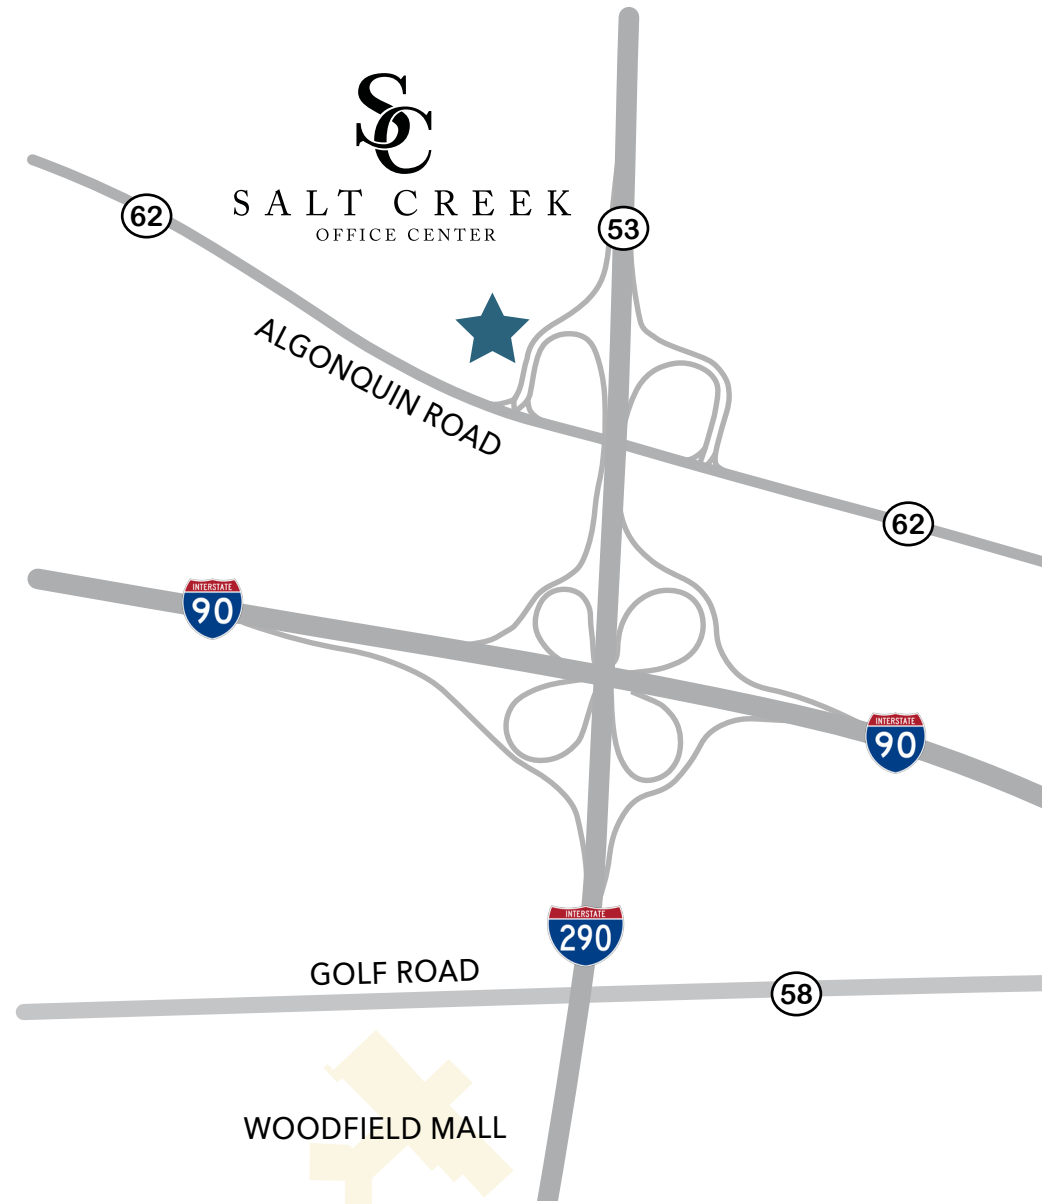 SC
SALT CREEK
OFFICE CENTER
62
53
ALGONQUIN ROAD
62
INTERSTATE
90
INTERSTATE
90
INTERSTATE
290
GOLF ROAD
58
WOODFIELD MALL